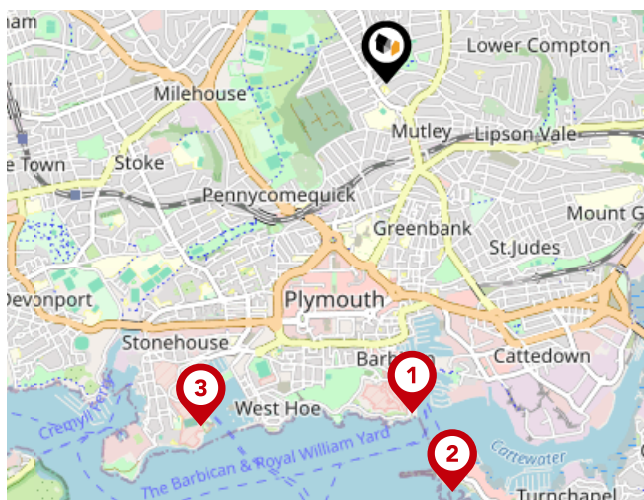 Lower Compton
Milehouse
Mutley
Lipson Vale
e Town
Stoke
Pennycomequick
Mount G
Greenbank
St.Judes
Devonport
Plymouth
Stonehouse
Cattedown
3
1
West Hoe
Cremyll
The Barbican & Royal William Yard
Cattewater
2
Turnchapel